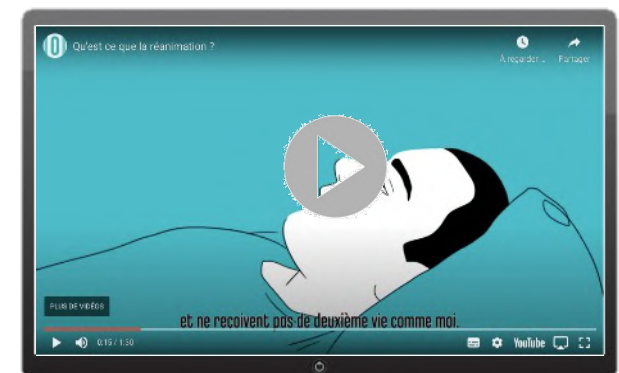 Qu'est ce que la réanimation ?
À regarder ... Partager
PLUS DE VIDÉOS
et ne reçoivent pas de deuxième vie comme moi.
0:15 / 1:30 YouTube